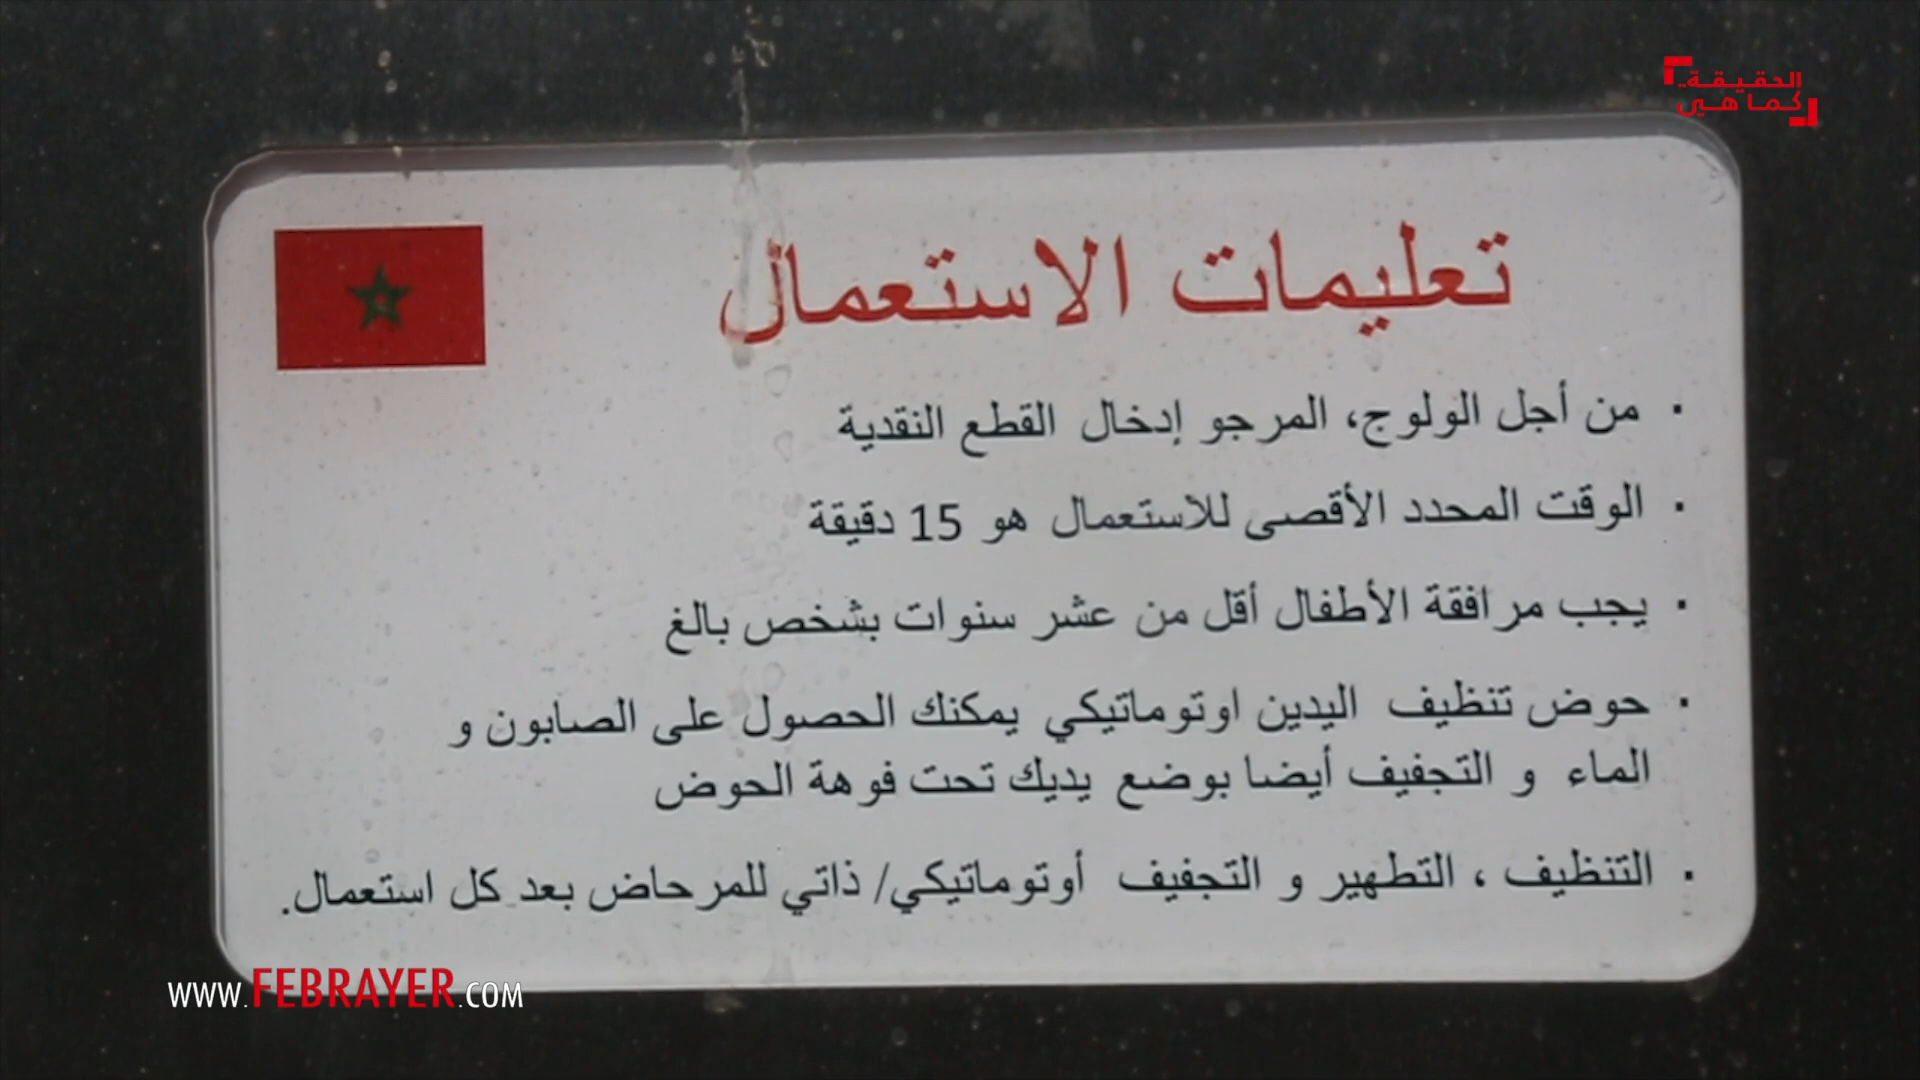 الحقيقة
كما هي
تعليمات الاستعمال
· من أجل الولوج، المرجو إدخال القطع النقدية
· الوقت المحدد الأقصى للاستعمال هو 15 دقيقة
· يجب مرافقة الأطفال أقل من عشر سنوات بشخص بالغ
· حوض تنظيف اليدين اوتوماتيكي يمكنك الحصول على الصابون و
الماء و التجفيف أيضا بوضع يديك تحت فوهة الحوض
· التنظيف ، التطهير و التجفيف أوتوماتيكي/ ذاتي للمرحاض بعد كل استعمال.
WWW.FEBRAYER.COM